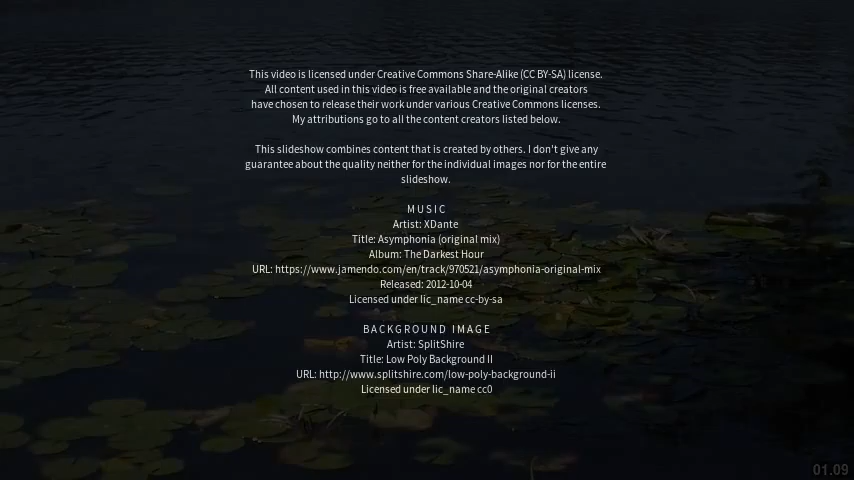 This video is licensed under Creative Commons Share-Alike (CC BY-SA) license.
All content used in this video is free available and the original creators
have chosen to release their work under various Creative Commons licenses.
My attributions go to all the content creators listed below.
This slideshow combines content that is created by others. I don't give any
guarantee about the quality neither for the individual images nor for the entire
slideshow.
MUSIC
Artist: XDante
Title: Asymphonia (original mix)
Album: The Darkest Hour
URL: https://www.jamendo.com/en/track/970521/asymphonia-original-mix
Released: 2012-10-04
Licensed under lic_name cc-by-sa
BACKGROUND IMAGE
Artist: SplitShire
Title: Low Poly Background II
URL: http://www.splitshire.com/low-poly-background-ii
Licensed under lic_name cc0
01.09